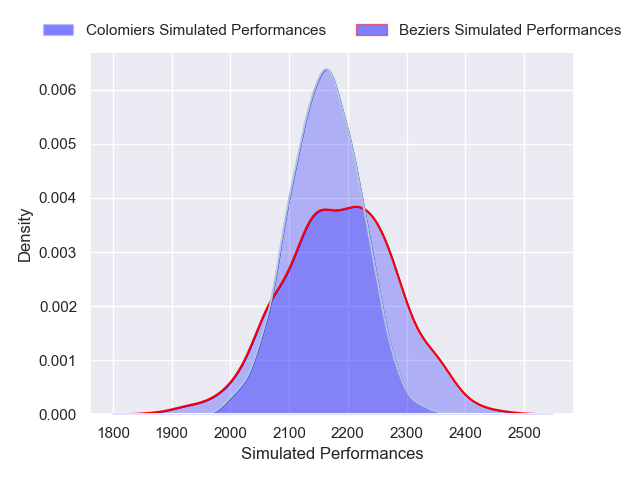 Colomiers Simulated Performances Beziers Simulated Performances
0.006
0.005
0.004
0.003
0.002
0.001
0.000
Density
1800 1900 2000 2100 2200 2300 2400 2500
Simulated Performances